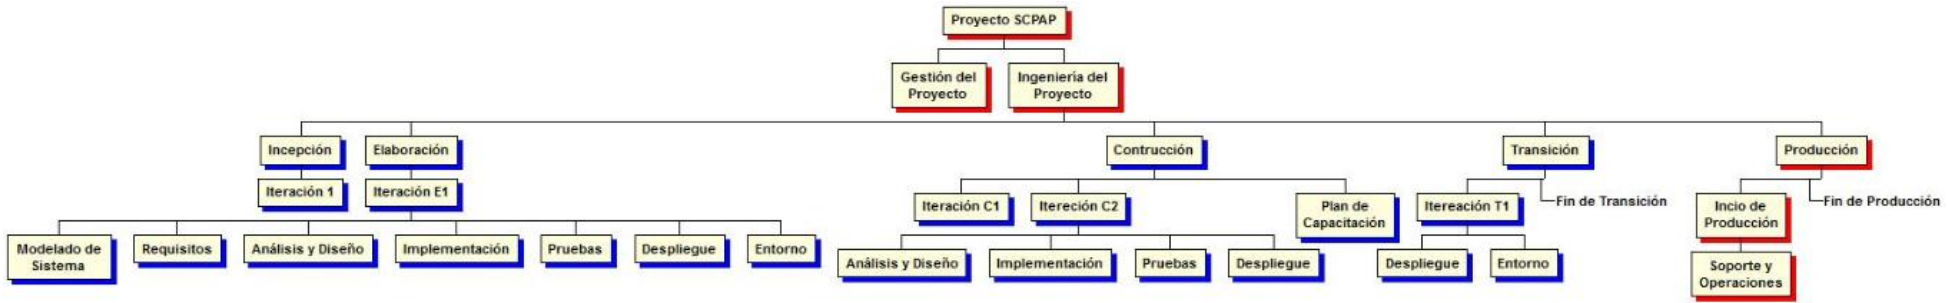 Proyecto SCPAP
Gestión del
Proyecto
Ingeniería del
Proyecto
Incepción
Elaboración
Contrucción
Transición
Producción
Iteración 1
Iteración E1
Iteración C1
Itereción C2
Plan de
Capacitación
Itereación T1
Fin de Transición
Incio de
Producción
Fin de Producción
Modelado de
Sistema
Requisitos
Análisis y Diseño
Implementación
Pruebas
Despliegue
Entorno
Análisis y Diseño
Implementación
Pruebas
Despliegue
Despliegue
Entorno
Soporte y
Operaciones